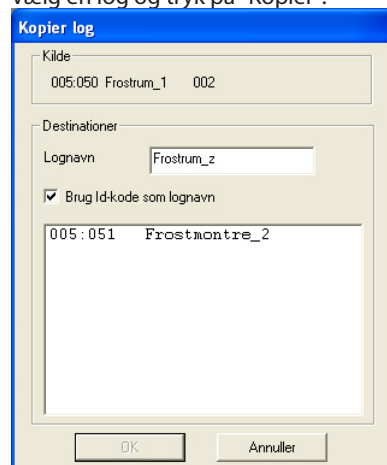 Vælg en log og tryk på "Kopier".
Kopier log
Kilde
005:050 Frostrum_1 002
Destinationer
Lognavn Frostrum_z
Brug Id-kode som lognavn
005:051 Frostmontre_2
OK Annuller